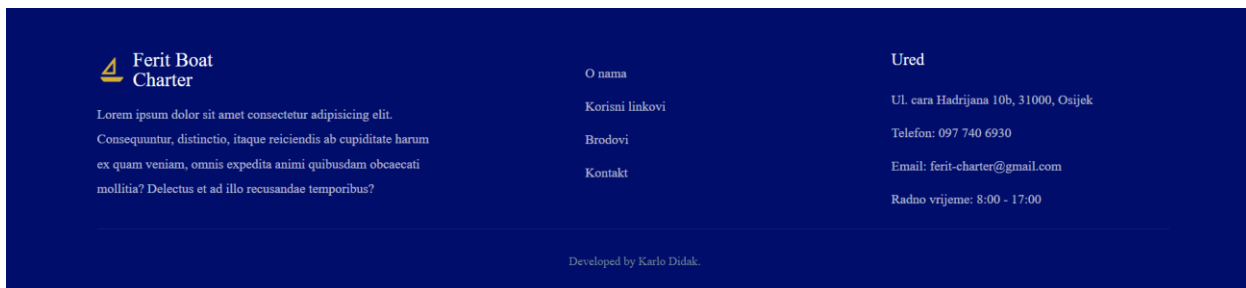 Ferit Boat
Charter
Lorem ipsum dolor sit amet consectetur adipisicing elit.
Consequuntur, distinctio, itaque reiciendis ab cupiditate harum
ex quam veniam, omnis expedita animi quibusdam obcaecati
mollitia? Delectus et ad illo recusandae temporibus?
O nama
Korisni linkovi
Brodovi
Kontakt
Ured
Ul. cara Hadrijana 10b, 31000, Osijek
Telefon: 097 740 6930
Email: ferit-charter@gmail.com
Radno vrijeme: 8:00 - 17:00
Developed by Karlo Didak.